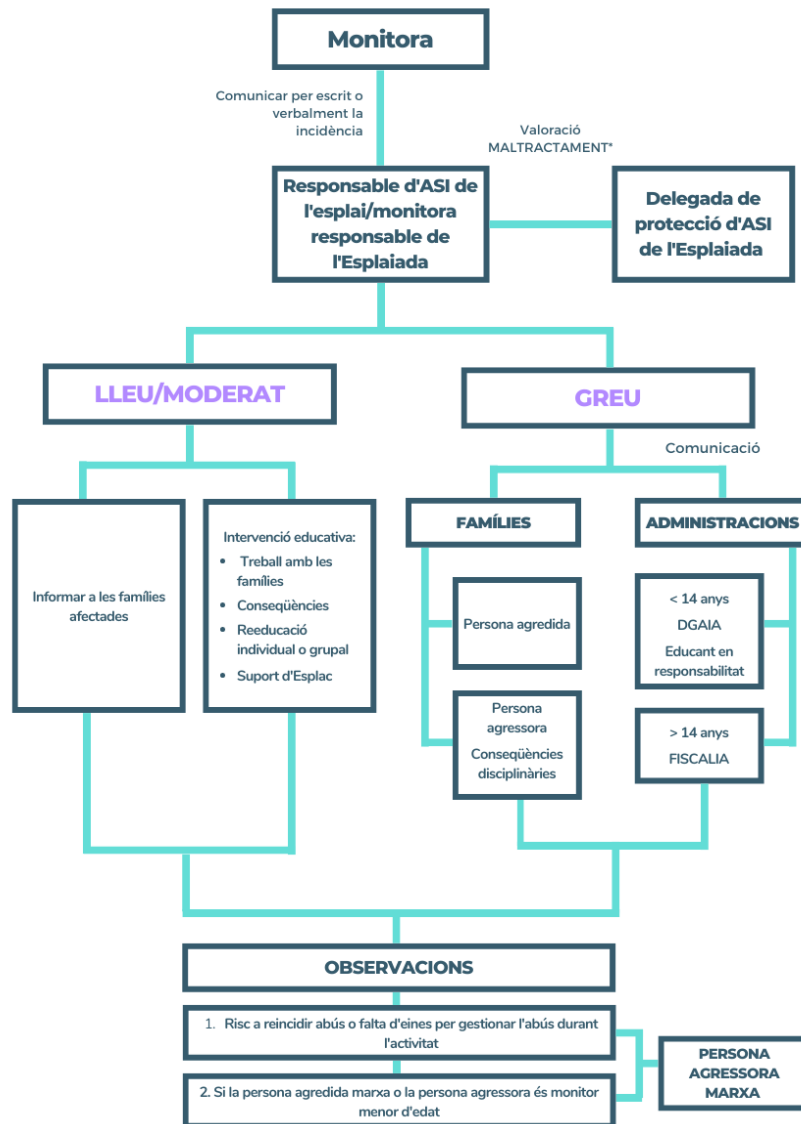 Monitora
Comunicar per escrit o
verbalment la
incidència
Valoració
MALTRACTAMENT*
Responsable d'ASI de
l'esplai/monitora
responsable de
l'Esplaiada
Delegada de
protecció d'ASI
de l'Esplaiada
LLEU/MODERAT
GREU
Comunicació
Informar a les famílies
afectades
Intervenció educativa:
• Treball amb les
famílies
• Conseqüències
• Reeducació
individual o grupal
• Suport d'Esplac
FAMÍLIES
ADMINISTRACIONS
Persona agredida
< 14 anys
DGAIA
Educant en
responsabilitat
Persona
agressora
Conseqüències
disciplinàries
> 14 anys
FISCALIA
OBSERVACIONS
1. Risc a reincidir abús o falta d'eines per gestionar l'abús durant
l'activitat
2. Si la persona agredida marxa o la persona agressora és monitor
menor d'edat
PERSONA
AGRESSORA
MARXA